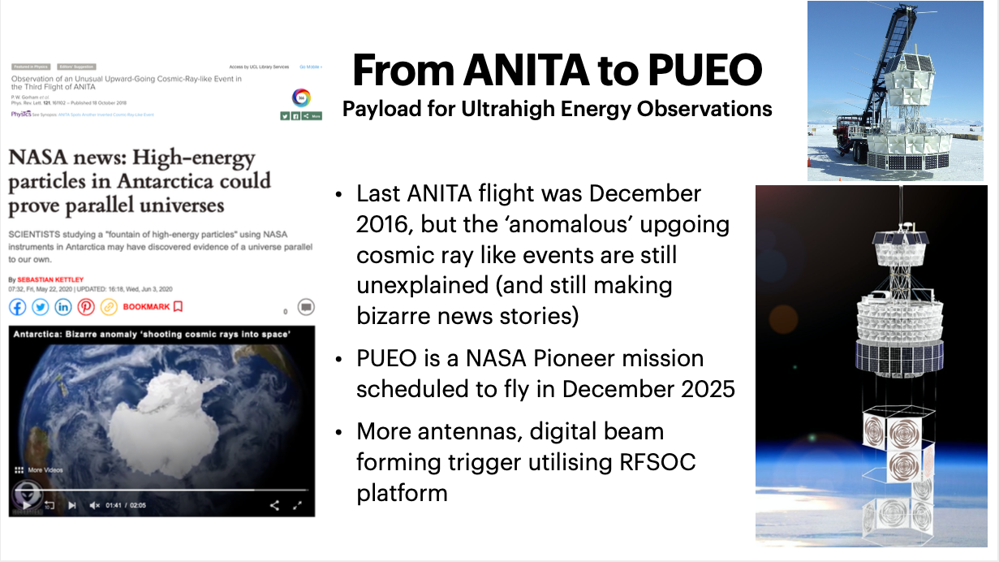 From ANITA to PUEO
Payload for Ultrahigh Energy Observations
Featured in Physics
Editors' Suggestion
Access by UCL Library Services
Go Mobile »
Observation of an Unusual Upward-Going Cosmic-Ray-like Event in
the Third Flight of ANITA
P. W. Gorham et al.
Phys. Rev. Lett. 121, 161102 – Published 18 October 2018
Physics See Synopsis: ANITA Spots Another Inverted Cosmic-Ray-Like Event
More
NASA news: High-energy
particles in Antarctica could
prove parallel universes
SCIENTISTS studying a "fountain of high-energy particles" using NASA
instruments in Antarctica may have discovered evidence of a universe parallel
to our own.
By SEBASTIAN KETTLEY
07:32, Fri, May 22, 2020 | UPDATED: 16:18, Wed, Jun 3, 2020
BOOKMARK
0
Antarctica: Bizarre anomaly 'shooting cosmic rays into space'
More Videos
10
01:41 / 02:05
• Last ANITA flight was December
2016, but the ‘anomalous’ upgoing
cosmic ray like events are still
unexplained (and still making
bizarre news stories)
• PUEO is a NASA Pioneer mission
scheduled to fly in December 2025
• More antennas, digital beam
forming trigger utilising RFSOC
platform